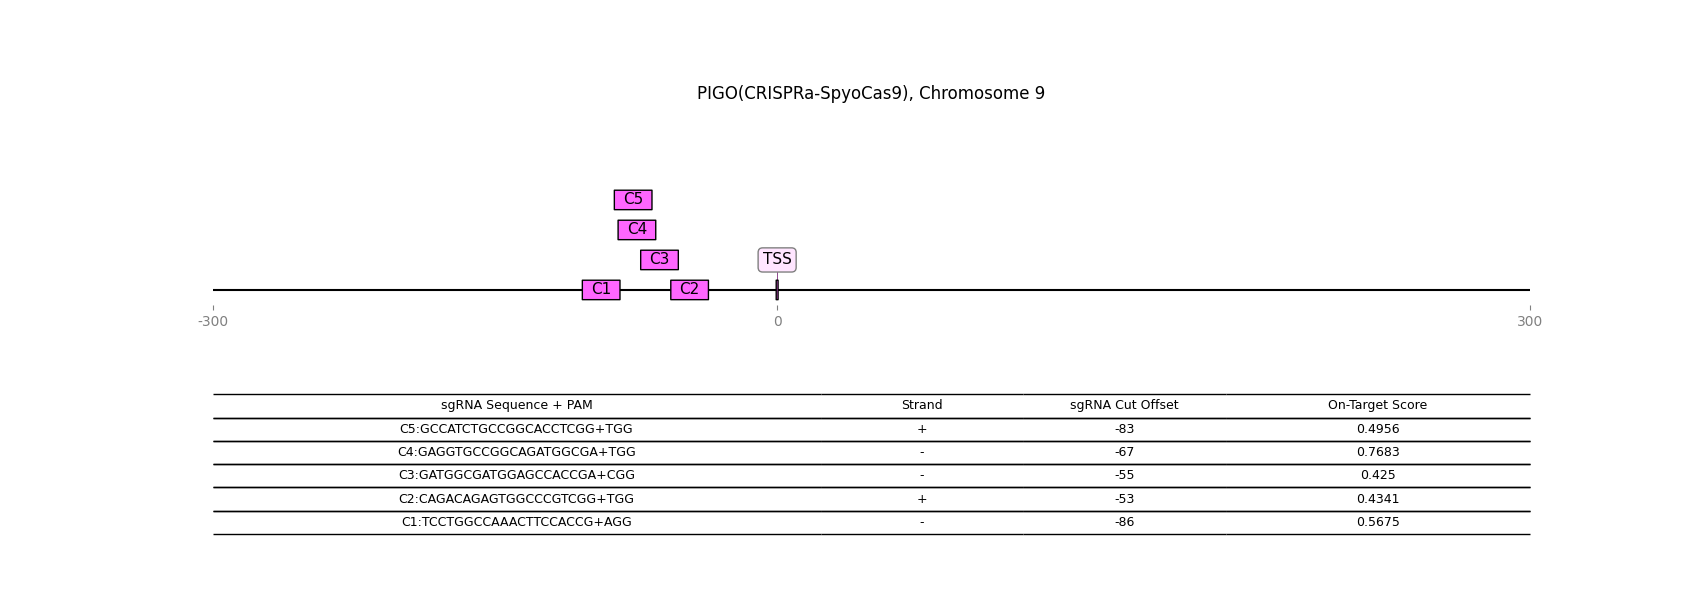 PIGO(CRISPRa-SpyoCas9), Chromosome 9
C5
C4
C3 TSS
C1 C2
-300 0 300
sgRNA Sequence + PAM Strand sgRNA Cut Offset On-Target Score
C5:GCCATCTGCCGGCACCTCGG+TGG + -83 0.4956
C4:GAGGTGCCGGCAGATGGCGA+TGG - -67 0.7683
C3:GATGGCGATGGAGCCACCGA+CGG - -55 0.425
C2:CAGACAGAGTGGCCCGTCGG+TGG + -53 0.4341
C1:TCCTGGCCAAACTTCCACCG+AGG - -86 0.5675